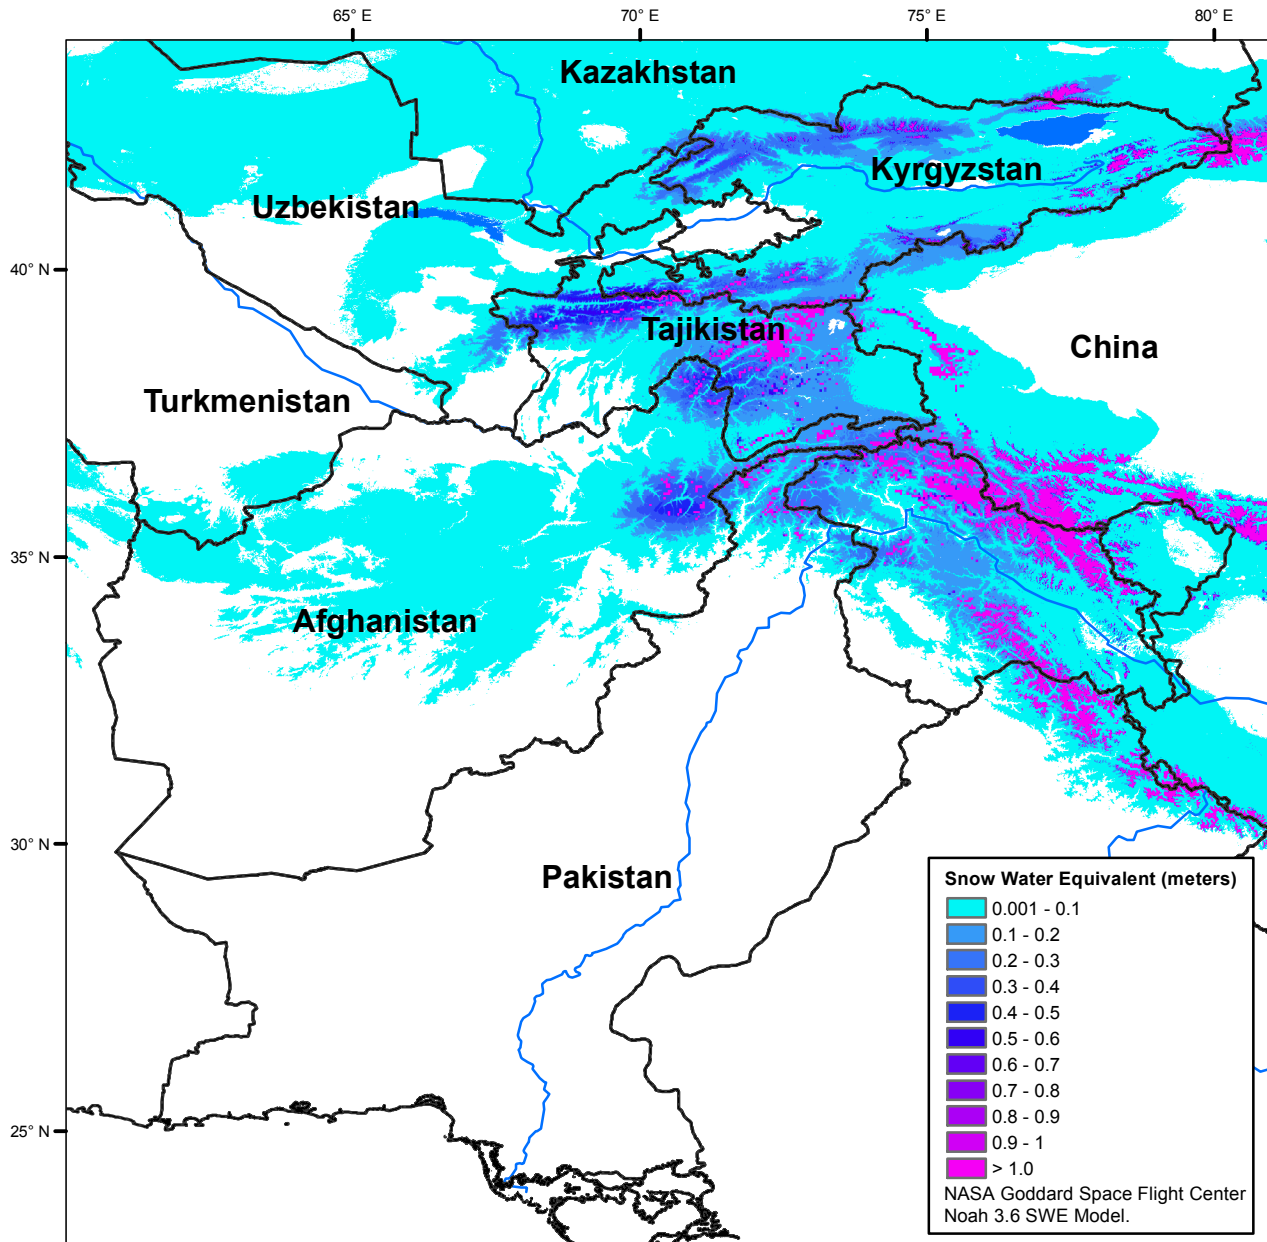 65° E
70° E
75° E
80° E
Kazakhstan
Kyrgyzstan
Uzbekistan
40° N
Tajikistan
China
Turkmenistan
35° N
Afghanistan
30° N
Pakistan
25° N
Snow Water Equivalent (meters)
0.001 - 0.1
0.1 - 0.2
0.2 - 0.3
0.3 - 0.4
0.4 - 0.5
0.5 - 0.6
0.6 - 0.7
0.7 - 0.8
0.8 - 0.9
0.9 - 1
> 1.0
NASA Goddard Space Flight Center
Noah 3.6 SWE Model.